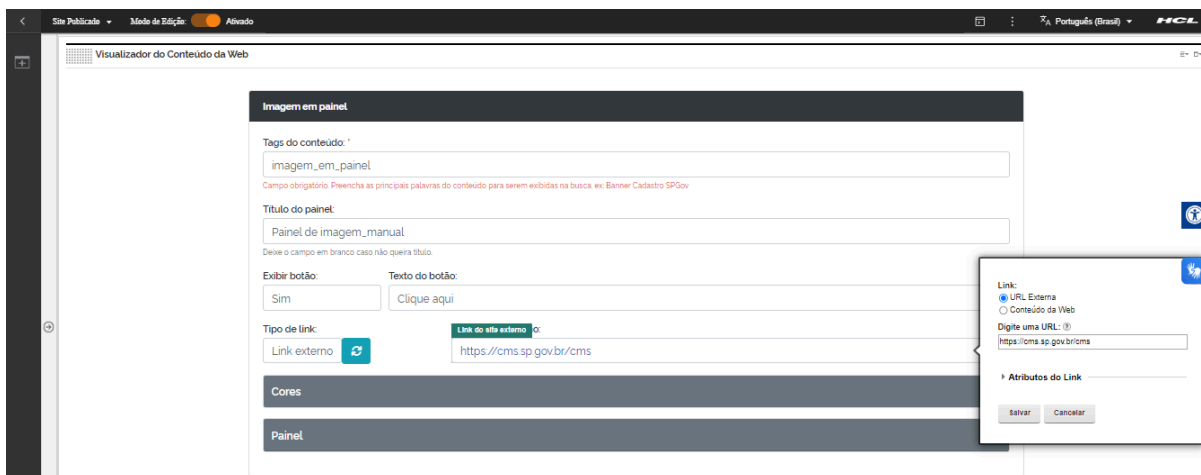 Site Publicado Modo de Edição: Ativado Português (Brasil) HCL
Visualizador do Conteúdo da Web
Imagem em painel
Tags do conteúdo: *
imagem_em_painel
Campo obrigatório. Preencha as principais palavras do conteúdo para serem exibidas na busca. ex: Banner Cadastro SPGov
Título do painel:
Painel de imagem_manual
Deixe o campo em branco caso não queira título.
Exibir botão: Texto do botão:
Sim Clique aqui
Tipo de link: Link do site externo o:
Link externo https://cms.sp.gov.br/cms
Cores
Painel
Link:
URL Externa
Conteúdo da Web
Digite uma URL:
https://cms.sp.gov.br/cms
Atributos do Link
Salvar Cancelar